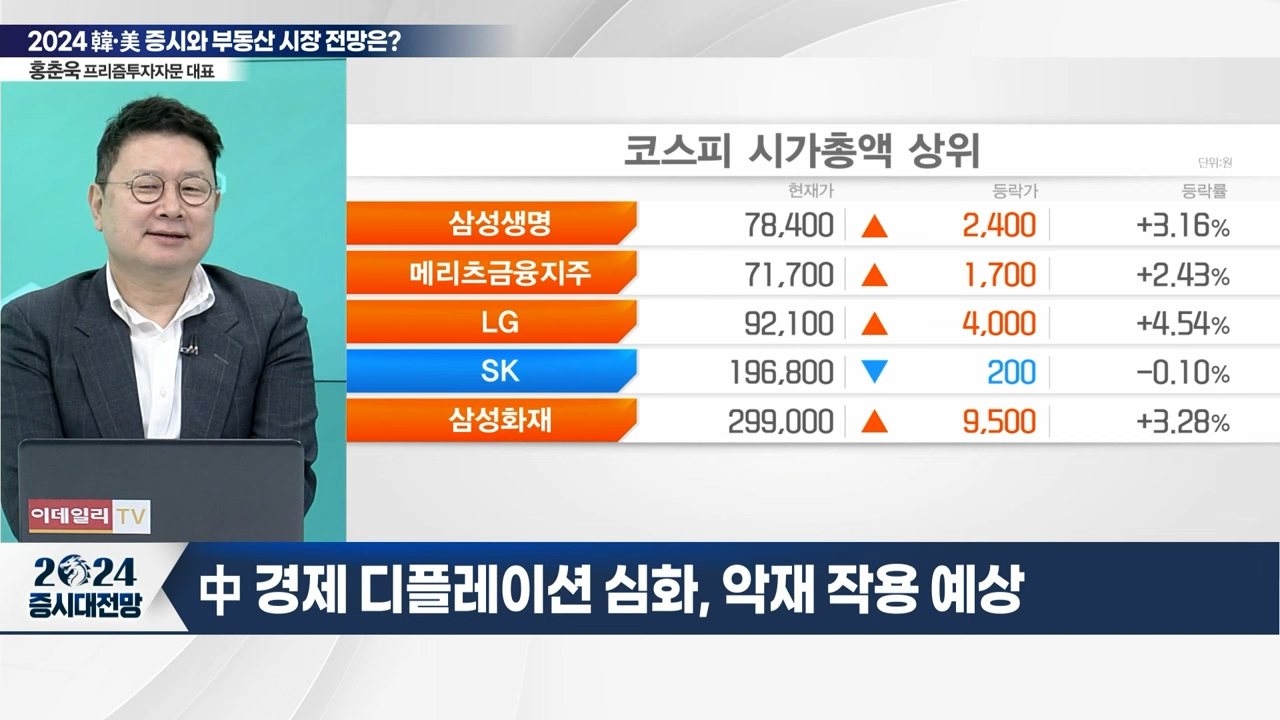 2024 韓·美 증시와 부동산 시장 전망은?
홍춘욱 프리즘투자자문 대표
코스피 시가총액 상위
단위:원
현재가 등락가 등락률
삼성생명 78,400 ▲ 2,400 +3.16%
메리츠금융지주 71,700 ▲ 1,700 +2.43%
LG 92,100 ▲ 4,000 +4.54%
SK 196,800 ▼ 200 -0.10%
삼성화재 299,000 ▲ 9,500 +3.28%
이데일리 TV
2024
증시대전망
中 경제 디플레이션 심화, 악재 작용 예상